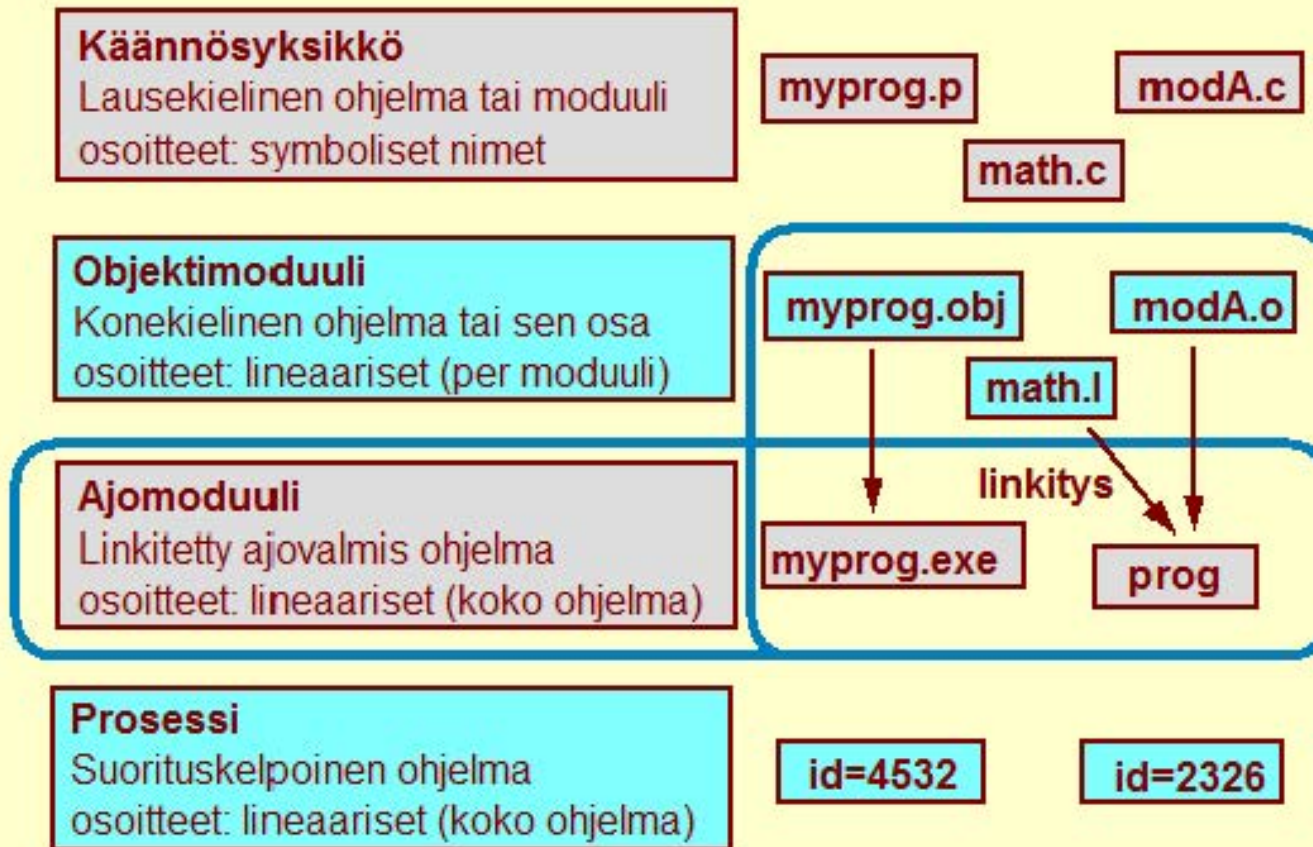 Käännösyksikkö
Lausekielinen ohjelma tai moduuli
osoitteet: symboliset nimet
myprog.p
modA.c
math.c
Objektimoduuli
Konekielinen ohjelma tai sen osa
osoitteet: lineaariset (per moduuli)
myprog.obj
modA.o
math.l
linkitys
Ajomoduuli
Linkitetty ajovalmis ohjelma
osoitteet: lineaariset (koko ohjelma)
myprog.exe
prog
Prosessi
Suorituskelpoinen ohjelma
osoitteet: lineaariset (koko ohjelma)
id=4532
id=2326